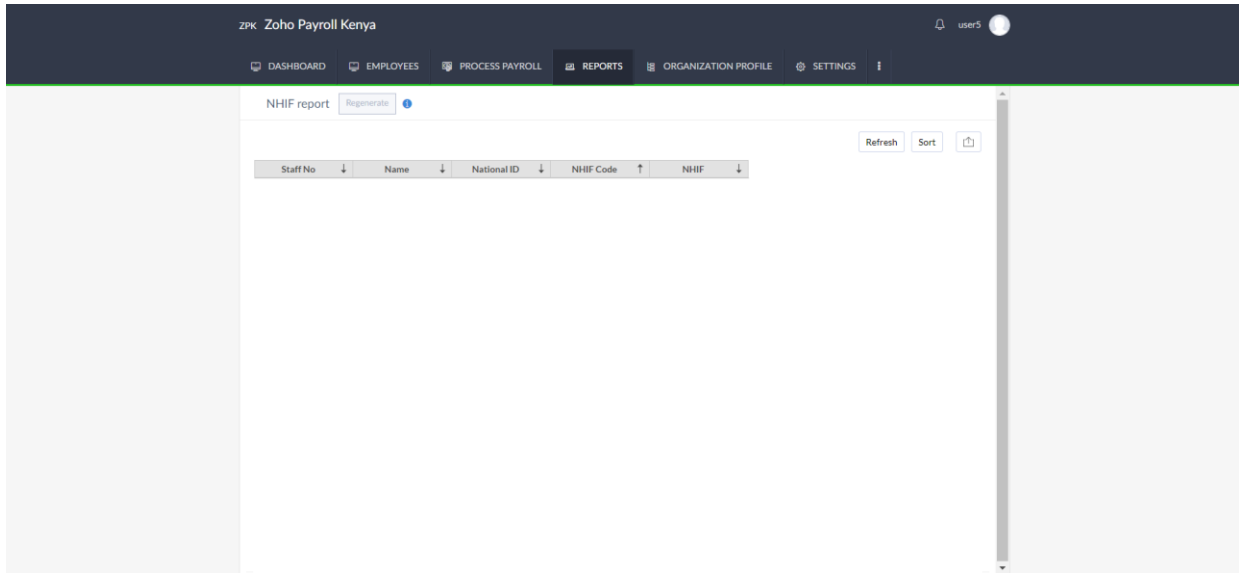 ZPK Zoho Payroll Kenya user5
DASHBOARD EMPLOYEES PROCESS PAYROLL REPORTS ORGANIZATION PROFILE SETTINGS
NHIF report Regenerate
Refresh Sort
Staff No ↓ Name ↓ National ID ↓ NHIF Code ↑ NHIF ↓